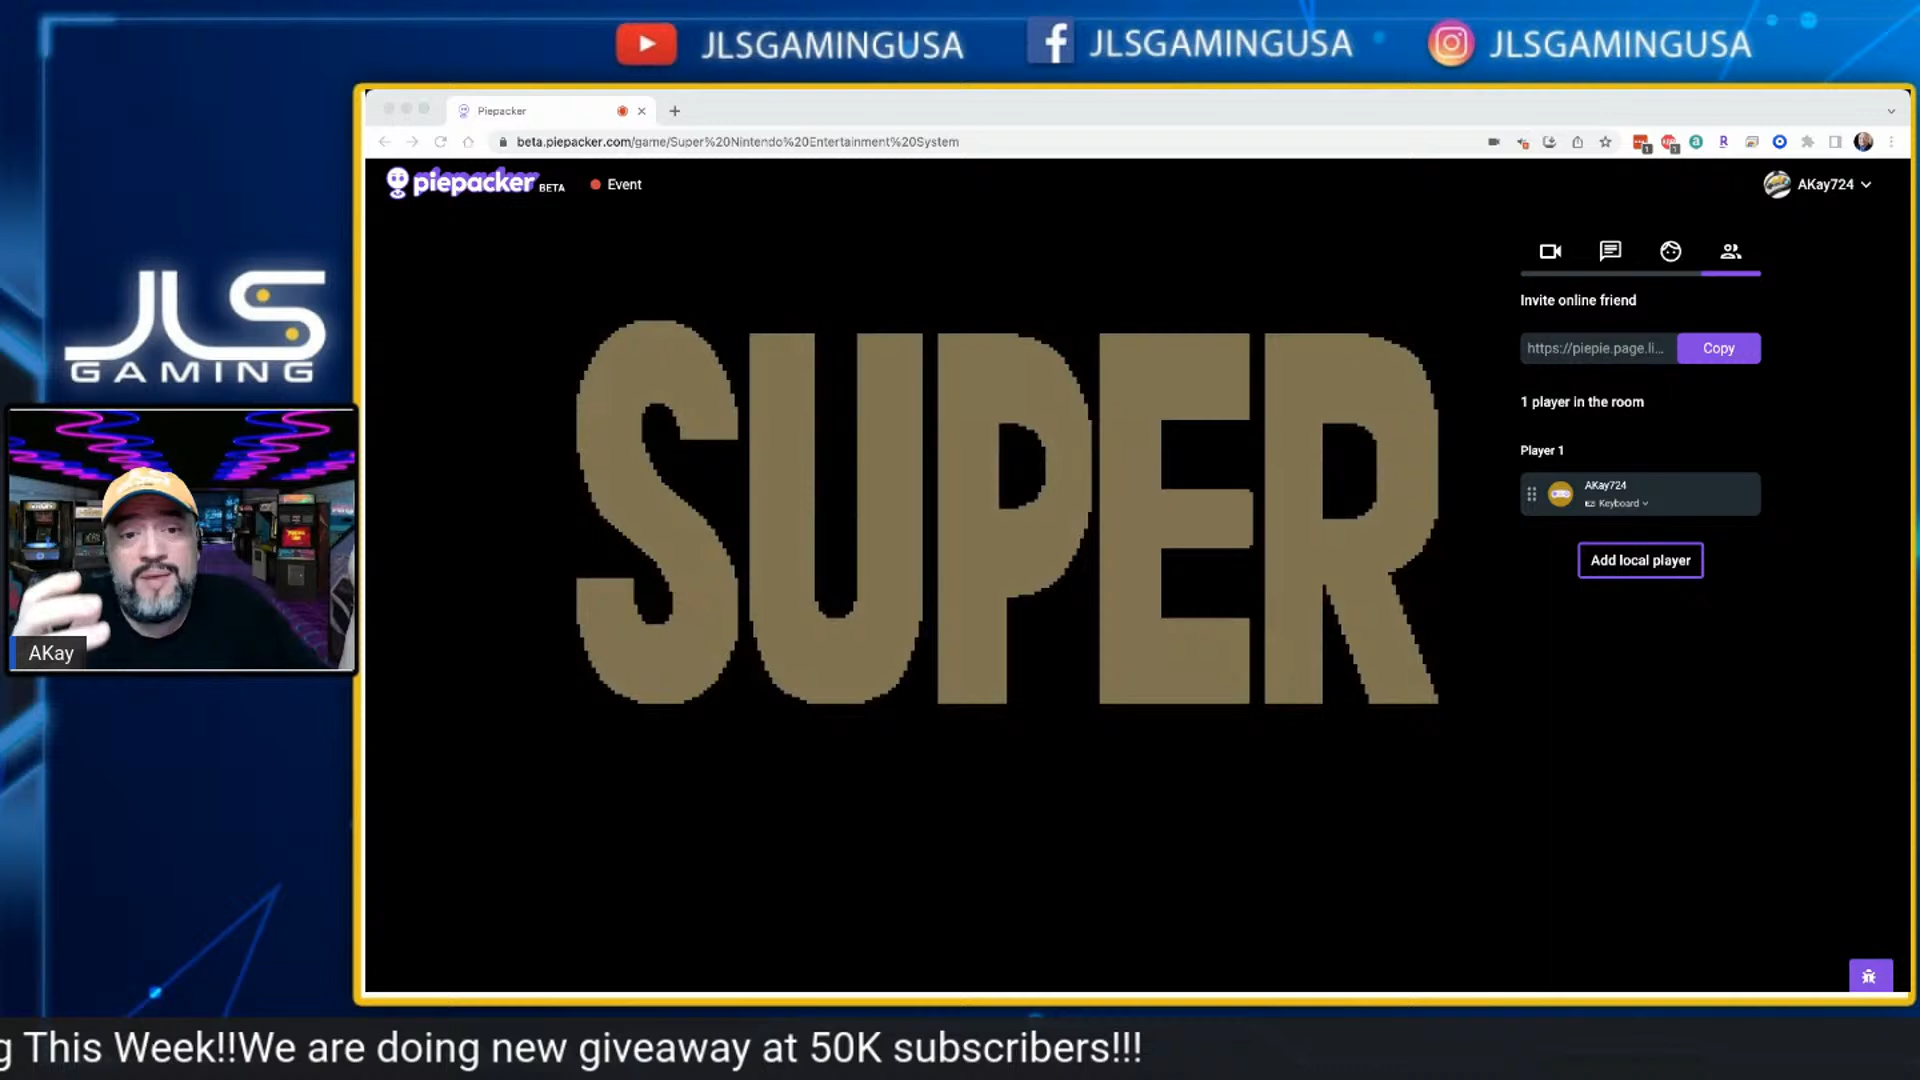 JLSGAMINGUSA
JLSGAMINGUSA
JLSGAMINGUSA
Piepacker
beta.piepacker.com/game/Super%20Nintendo%20Entertainment%20System
piepacker BETA
Event
AKay724
JLS
GAMING
SUPER
Invite online friend
https://piepie.page.li...
Copy
1 player in the room
Player 1
AKay724
Keyboard
Add local player
AKay
g This Week!!We are doing new giveaway at 50K subscribers!!!